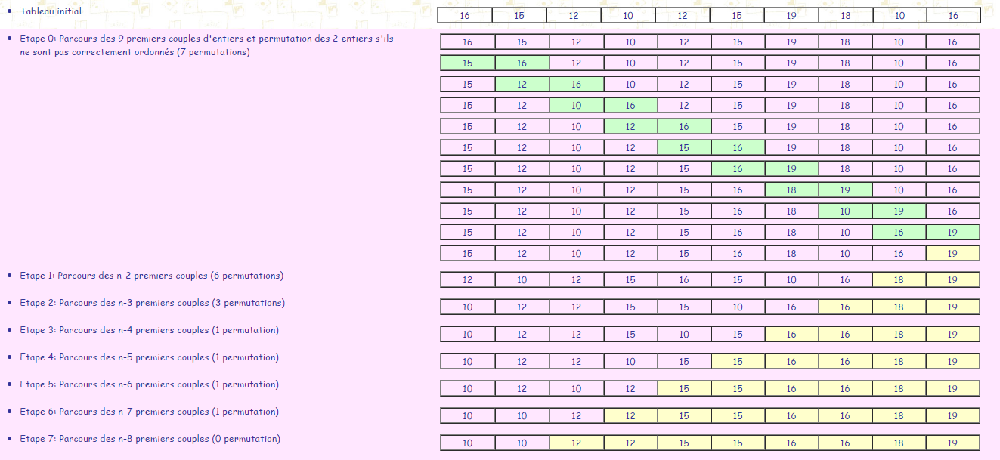 Tableau initial
16 15 12 10 12 15 19 18 10 16
Etape 0: Parcours des 9 premiers couples d'entiers et permutation des 2 entiers s'ils
ne sont pas correctement ordonnés (7 permutations)
16 15 12 10 12 15 19 18 10 16
15 16 12 10 12 15 19 18 10 16
15 12 16 10 12 15 19 18 10 16
15 12 10 16 12 15 19 18 10 16
15 12 10 12 16 15 19 18 10 16
15 12 10 12 15 16 19 18 10 16
15 12 10 12 15 16 19 18 10 16
15 12 10 12 15 16 18 19 10 16
15 12 10 12 15 16 18 10 19 16
15 12 10 12 15 16 18 10 16 19
15 12 10 12 15 16 18 10 16 19
Etape 1: Parcours des n-2 premiers couples (6 permutations)
12 10 12 15 16 15 10 16 18 19
Etape 2: Parcours des n-3 premiers couples (3 permutations)
10 12 12 15 15 10 16 16 18 19
Etape 3: Parcours des n-4 premiers couples (1 permutation)
10 12 12 15 10 15 16 16 18 19
Etape 4: Parcours des n-5 premiers couples (1 permutation)
10 12 12 10 15 15 16 16 18 19
Etape 5: Parcours des n-6 premiers couples (1 permutation)
10 12 10 12 15 15 16 16 18 19
Etape 6: Parcours des n-7 premiers couples (1 permutation)
10 10 12 12 15 15 16 16 18 19
Etape 7: Parcours des n-8 premiers couples (0 permutation)
10 10 12 12 15 15 16 16 18 19